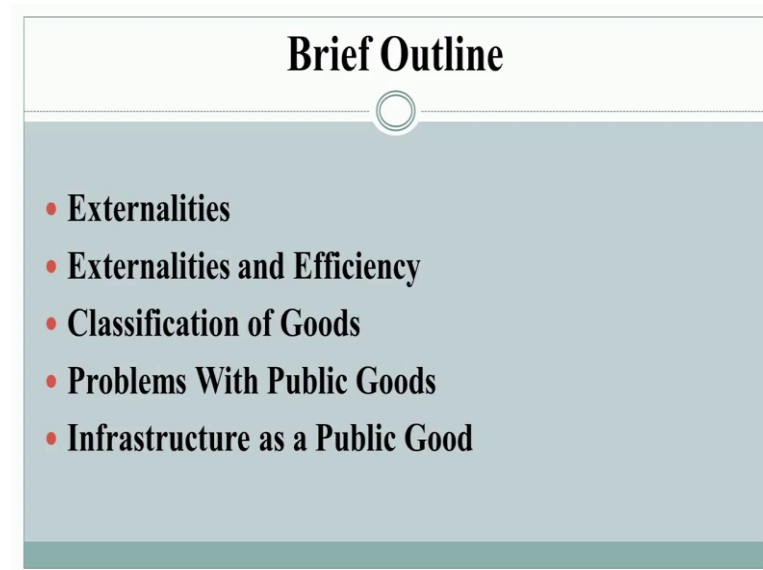 Brief Outline
Externalities
Externalities and Efficiency
Classification of Goods
Problems With Public Goods
Infrastructure as a Public Good